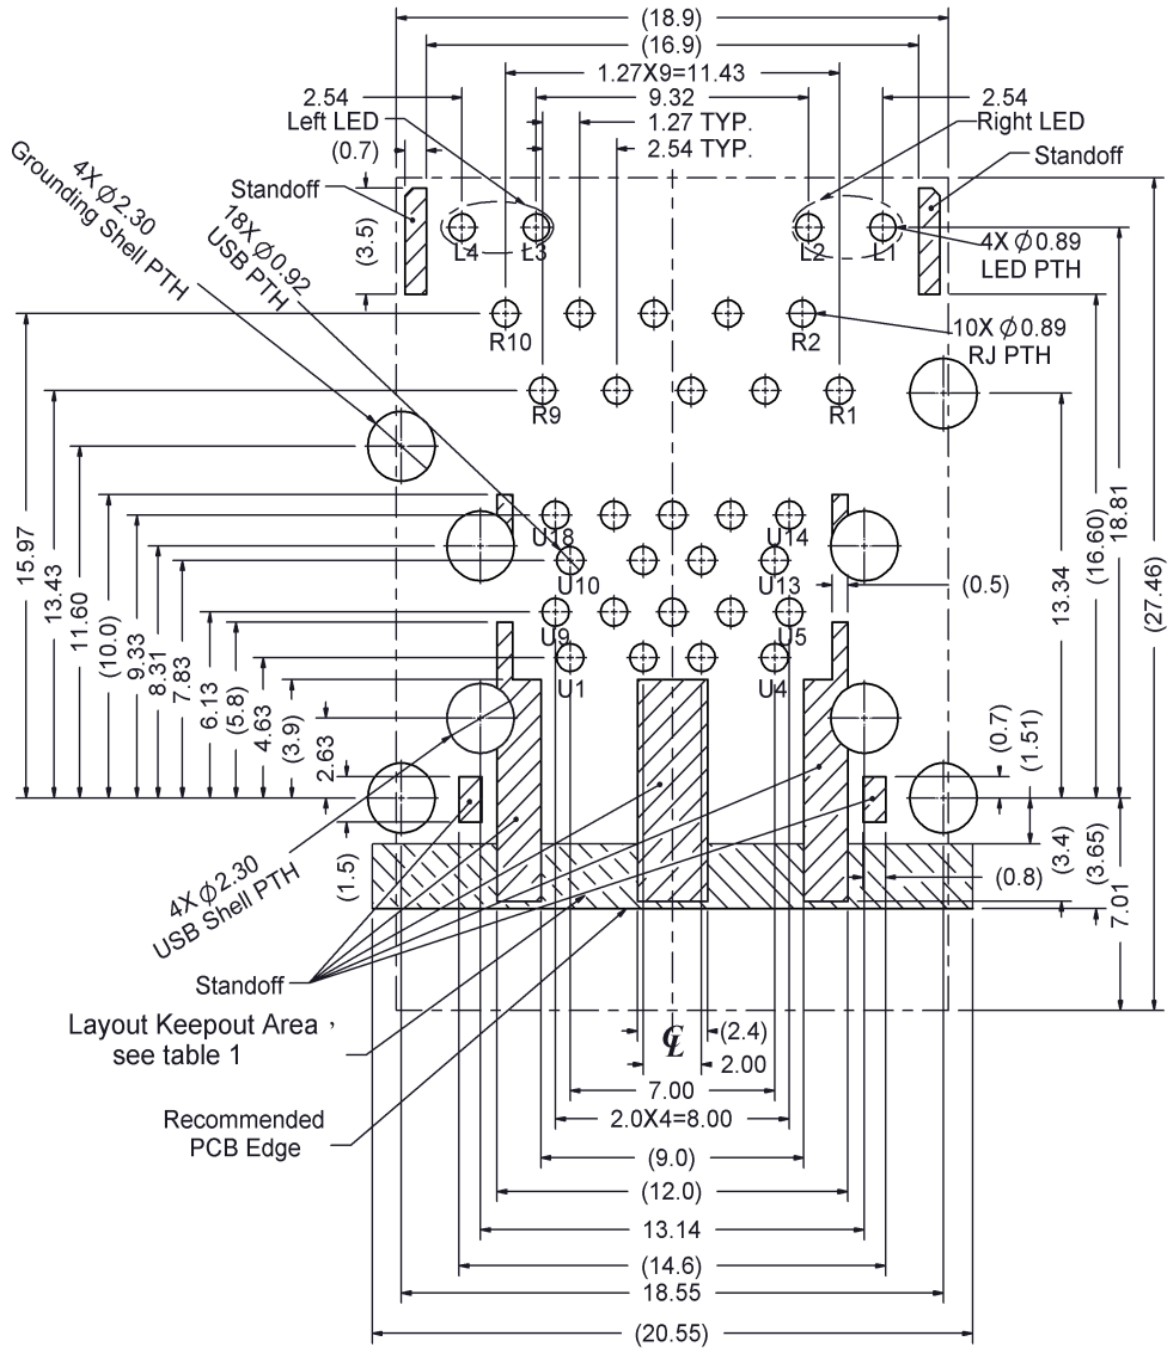 (18.9)
(16.9)
1.27X9=11.43
2.54
9.32
2.54
Left LED
1.27 TYP.
Right LED
(0.7)
2.54 TYP.
Standoff
4X Ø2.30
Grounding Shell PTH
Standoff
18X Ø0.92
USB PTH
(3.5)
L4
L3
L2
L1
4X Ø0.89
LED PTH
R10
R2
10X Ø0.89
RJ PTH
R9
R1
U18
U14
U10
U13
(0.5)
U9
U5
U1
U4
15.97
13.43
11.60
(10.0)
9.33
8.31
7.83
6.13
(5.8)
4.63
(3.9)
2.63
(1.5)
13.34
(16.60)
18.81
(27.46)
(0.7)
(1.51)
(0.8)
(3.4)
(3.65)
7.01
4X Ø2.30
USB Shell PTH
Standoff
Layout Keepout Area ,
see table 1
Recommended
PCB Edge
℄
(2.4)
2.00
7.00
2.0X4=8.00
(9.0)
(12.0)
13.14
(14.6)
18.55
(20.55)